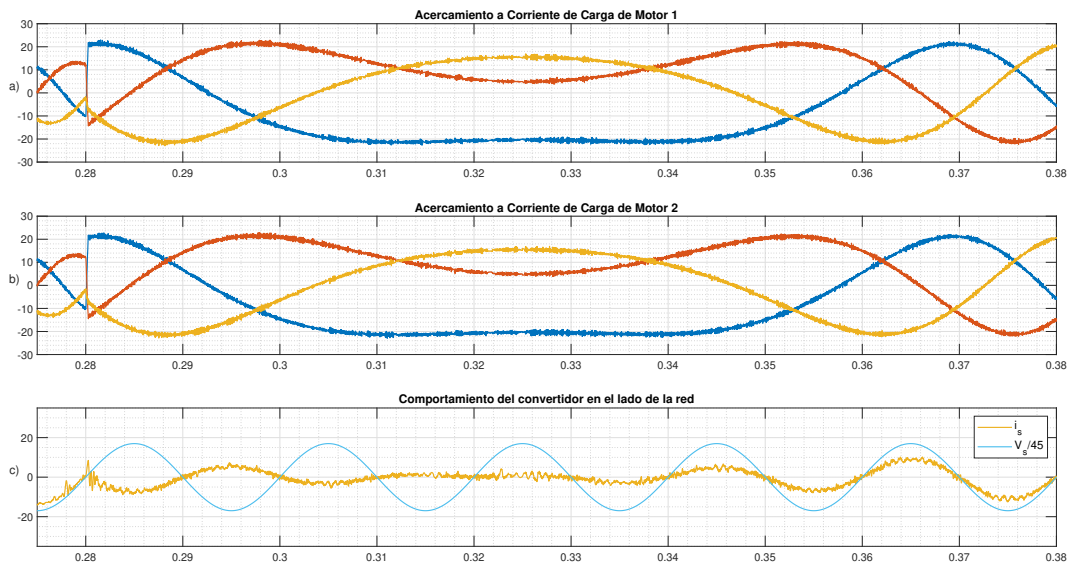 Acercamiento a Corriente de Carga de Motor 1
30
20
10
a) 0
-10
-20
-30
0.28 0.29 0.3 0.31 0.32 0.33 0.34 0.35 0.36 0.37 0.38
Acercamiento a Corriente de Carga de Motor 2
30
20
10
b) 0
-10
-20
-30
0.28 0.29 0.3 0.31 0.32 0.33 0.34 0.35 0.36 0.37 0.38
Comportamiento del convertidor en el lado de la red
i_s
V_s/45
20
c) 0
-20
0.28 0.29 0.3 0.31 0.32 0.33 0.34 0.35 0.36 0.37 0.38